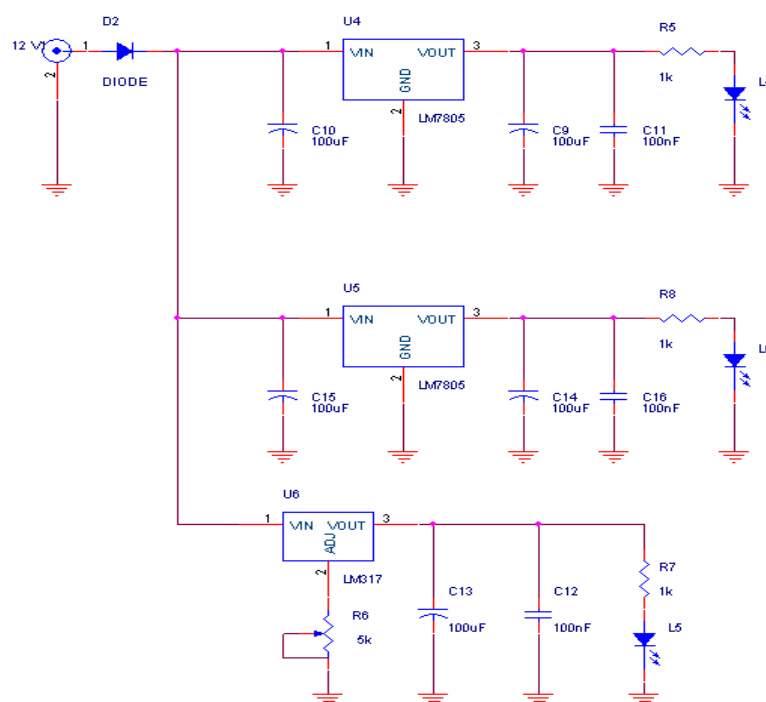 D2
12 V1
1
2
DIODE
U4
1
VIN
VOUT
3
GND
2
LM7805
C10
100uF
C9
100uF
C11
100nF
R5
1k
U5
1
VIN
VOUT
3
GND
2
LM7805
C15
100uF
C14
100uF
C16
100nF
R8
1k
U6
1
VIN
VOUT
3
ADJ
2
LM317
R6
5k
C13
100uF
C12
100nF
R7
1k
L5